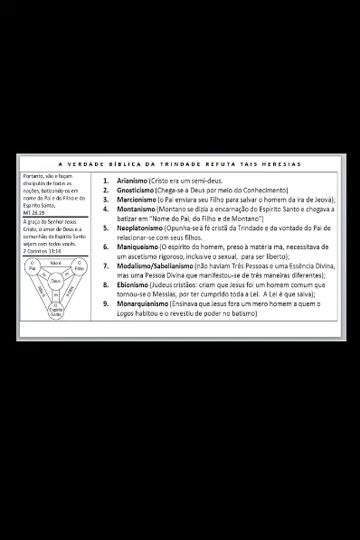 A VERDADE BÍBLICA DA TRINDADE REFUTA TAIS HERESIAS
Portanto, vão e façam
discípulos de todas as
nações, batizando-os em
nome do Pai e do Filho e do
Espírito Santo,
MT 28.19
A graça do Senhor Jesus
Cristo, o amor de Deus e a
comunhão do Espírito Santo
sejam com todos vocês.
2 Coríntios 13:14
O
Pai
Não é
O
Filho
É
É
Deus
É
O
Espírito
Santo
1. Arianismo (Cristo era um semi-deus.
2. Gnosticismo (Chega-se a Deus por meio do Conhecimento)
3. Marcionismo (o Pai enviara seu Filho para salvar o homem da ira de Jeová);
4. Montanismo (Montano se dizia a encarnação do Espírito Santo e chegava a
batizar em "Nome do Pai, do Filho e de Montano")
5. Neoplatonismo (Opunha-se à fé cristã da Trindade e da vontade do Pai de
relacionar-se com seus filhos.
6. Maniqueismo (O espírito do homem, preso à matéria má, necessitava de
um ascetismo rigoroso, inclusive o sexual, para ser liberto);
7. Modalismo/Sabelianismo (não haviam Três Pessoas e uma Essência Divina,
mas uma Pessoa Divina que manifestou-se de três maneiras diferentes);
8. Ebionismo (Judeus cristãos: criam que Jesus foi um homem comum que
tornou-se o Messias, por ter cumprido toda a Lei. A Lei é que salva);
9. Monarquianismo (Ensinava que Jesus fora um mero homem a quem o
Logos habitou e o revestiu de poder no batismo)